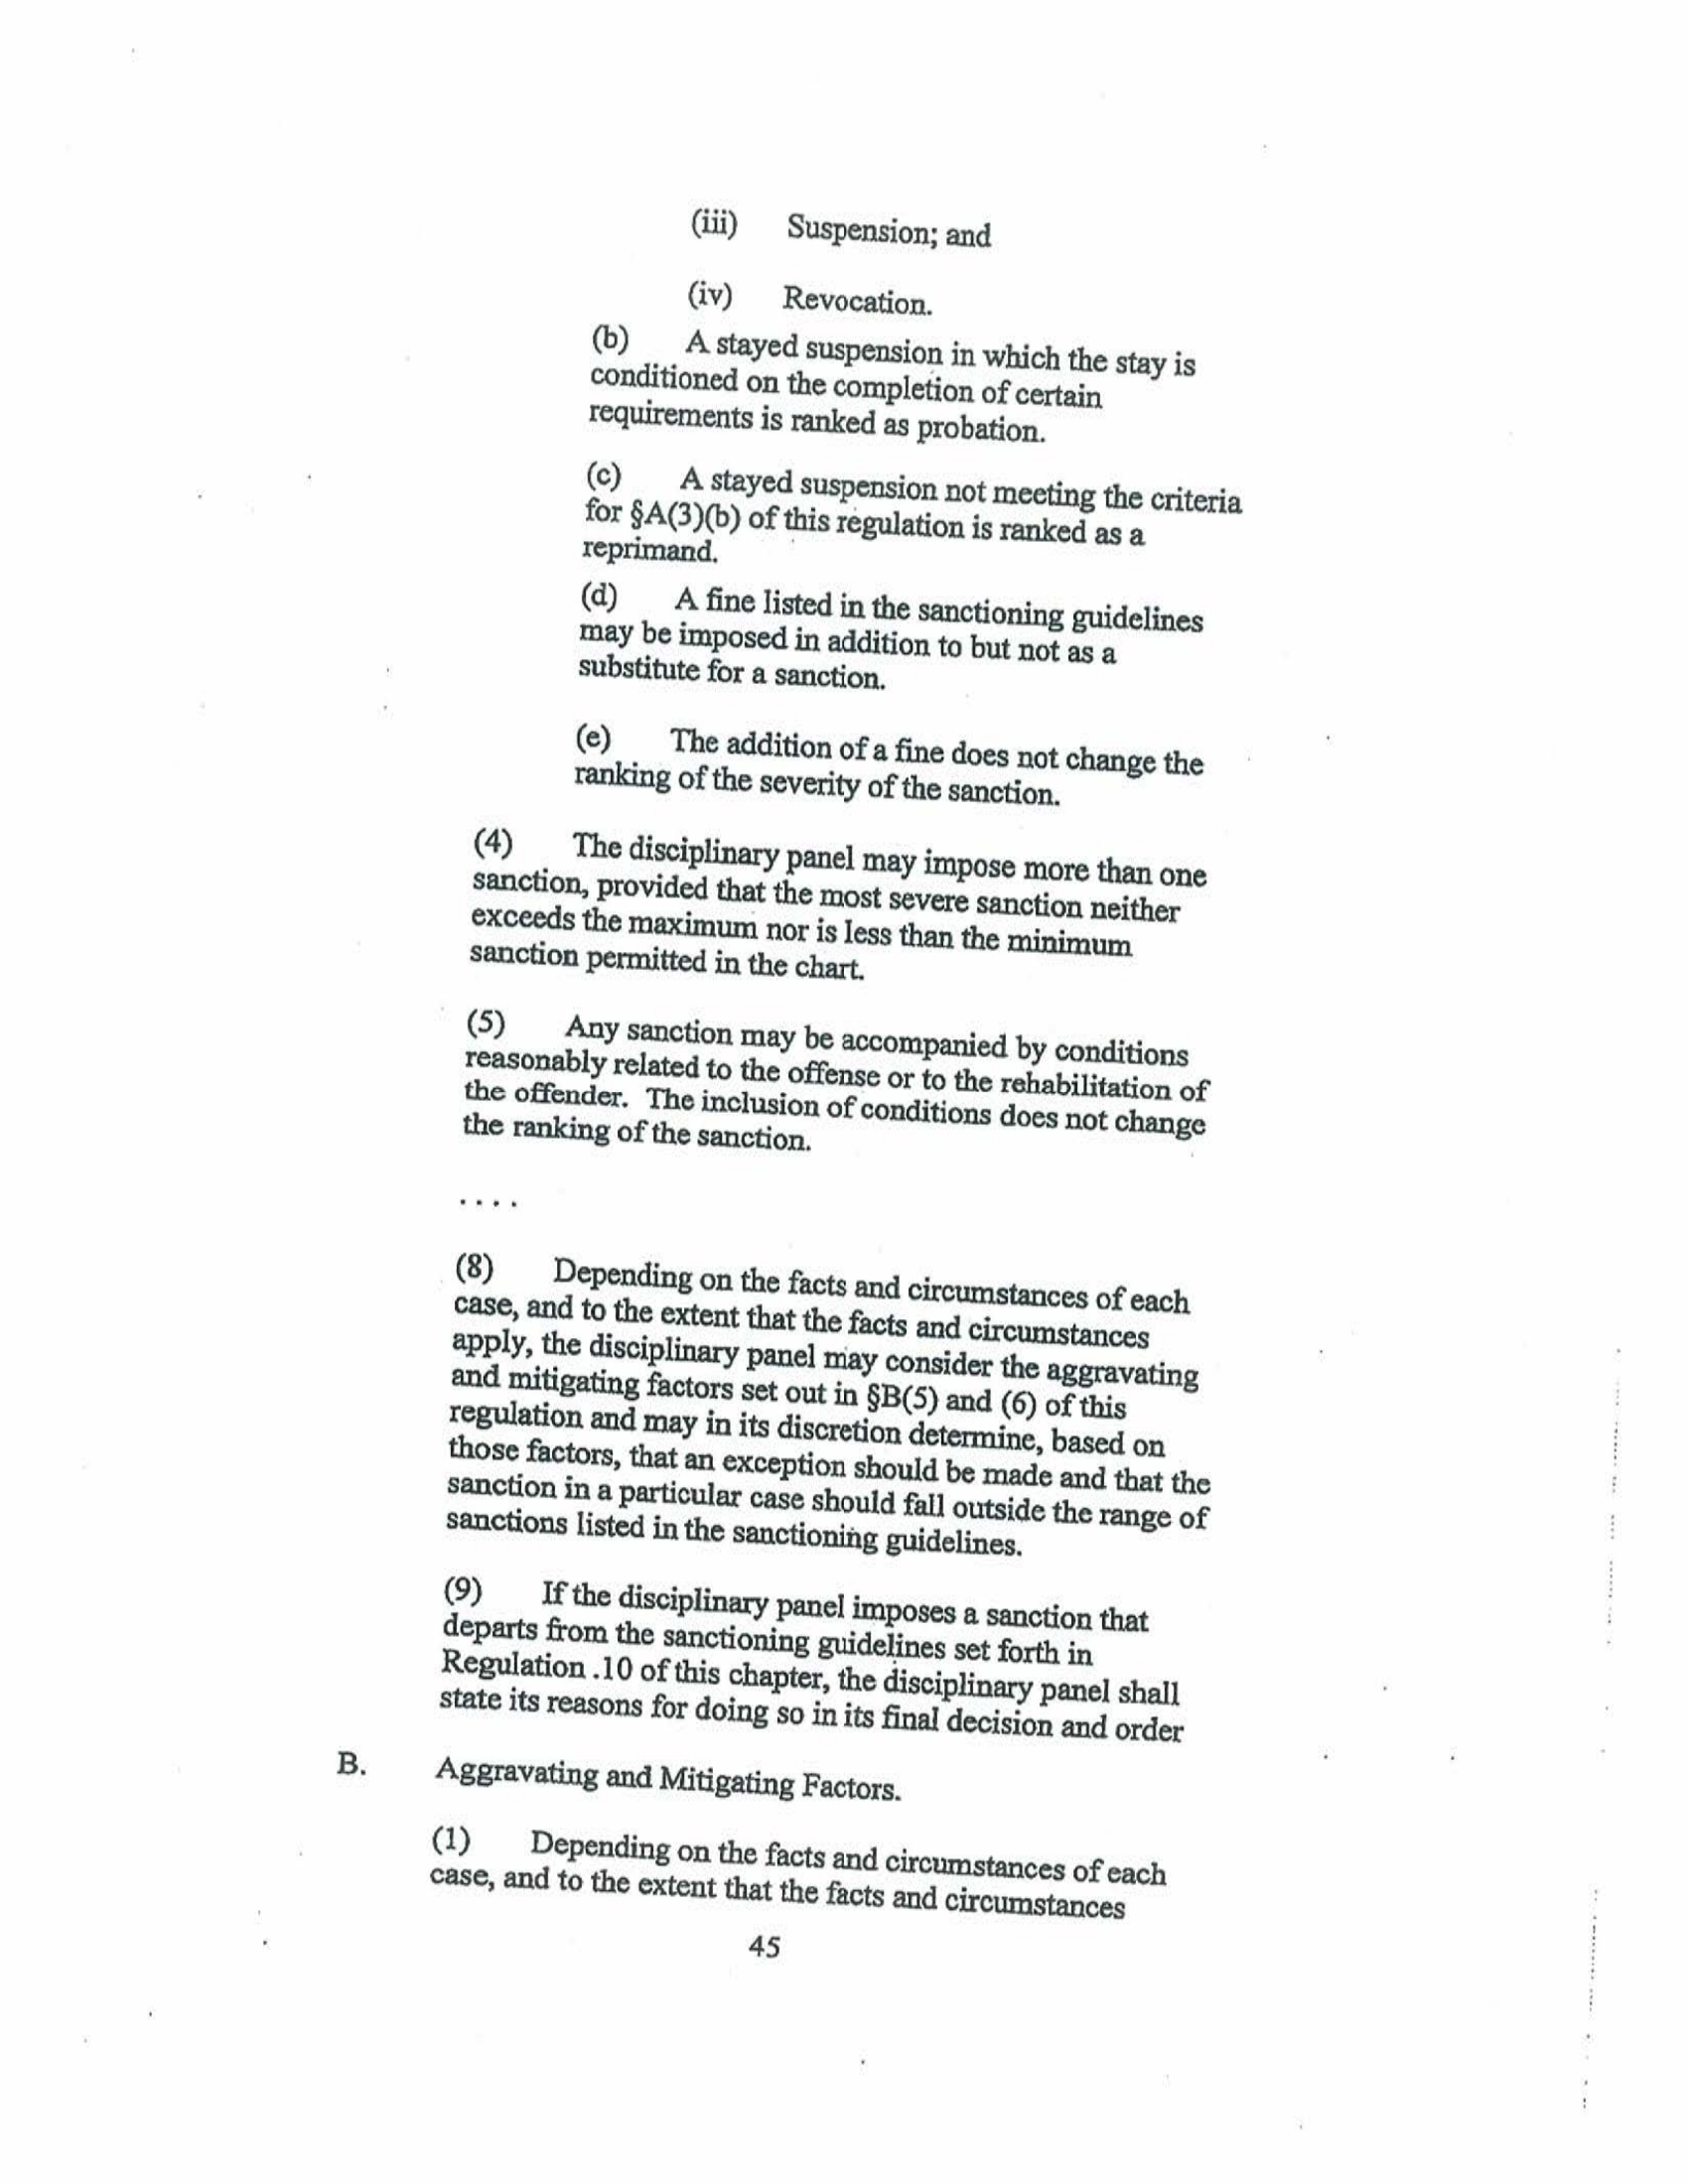 (iii) Suspension; and
(iv) Revocation.
(b) A stayed suspension in which the stay is
conditioned on the completion of certain
requirements is ranked as probation.
(c) A stayed suspension not meeting the criteria
for §A(3)(b) of this regulation is ranked as a
reprimand.
(d) A fine listed in the sanctioning guidelines
may be imposed in addition to but not as a
substitute for a sanction.
(e) The addition of a fine does not change the
ranking of the severity of the sanction.
(4) The disciplinary panel may impose more than one
sanction, provided that the most severe sanction neither
exceeds the maximum nor is less than the minimum
sanction permitted in the chart.
(5) Any sanction may be accompanied by conditions
reasonably related to the offense or to the rehabilitation of
the offender. The inclusion of conditions does not change
the ranking of the sanction.
. . . .
(8) Depending on the facts and circumstances of each
case, and to the extent that the facts and circumstances
apply, the disciplinary panel may consider the aggravating
and mitigating factors set out in §B(5) and (6) of this
regulation and may in its discretion determine, based on
those factors, that an exception should be made and that the
sanction in a particular case should fall outside the range of
sanctions listed in the sanctioning guidelines.
(9) If the disciplinary panel imposes a sanction that
departs from the sanctioning guidelines set forth in
Regulation .10 of this chapter, the disciplinary panel shall
state its reasons for doing so in its final decision and order
B. Aggravating and Mitigating Factors.
(1) Depending on the facts and circumstances of each
case, and to the extent that the facts and circumstances
45